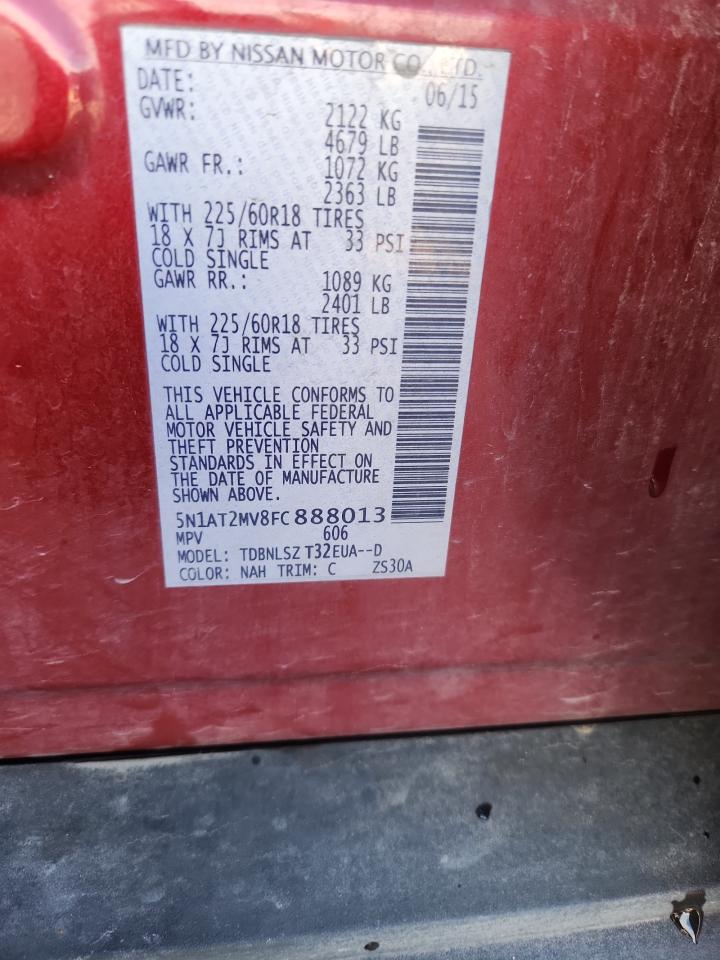 MFD BY NISSAN MOTOR CO., LTD.
DATE: 06/15
GVWR: 2122 KG
4679 LB
GAWR FR.: 1072 KG
2363 LB
WITH 225/60R18 TIRES
18 X 7J RIMS AT 33 PSI
COLD SINGLE
GAWR RR.: 1089 KG
2401 LB
WITH 225/60R18 TIRES
18 X 7J RIMS AT 33 PSI
COLD SINGLE
THIS VEHICLE CONFORMS TO
ALL APPLICABLE FEDERAL
MOTOR VEHICLE SAFETY AND
THEFT PREVENTION
STANDARDS IN EFFECT ON
THE DATE OF MANUFACTURE
SHOWN ABOVE.
5N1AT2MV8FC888013
MPV 606
MODEL: TDBNLSZ T32EUA--D
COLOR: NAH TRIM: C ZS30A